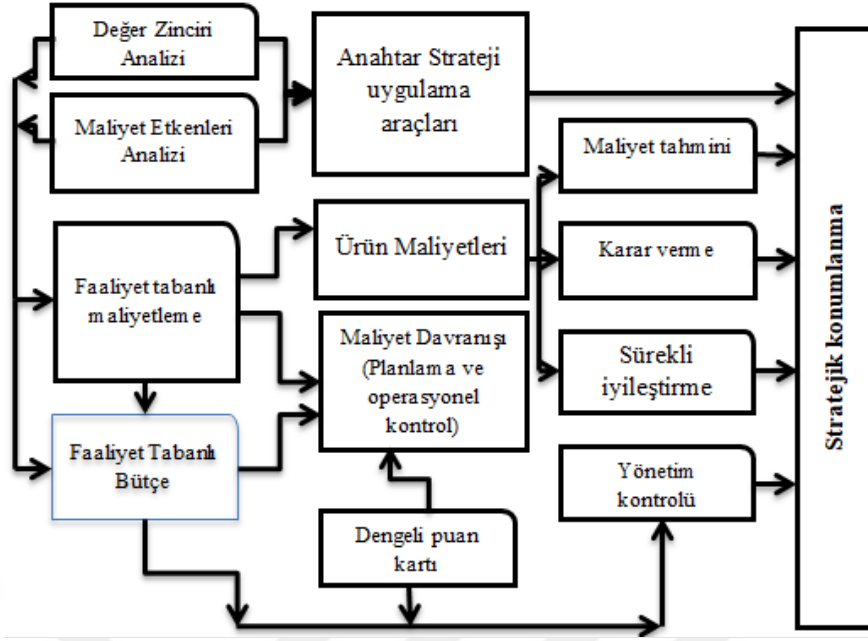 Değer Zinciri
Analizi
Maliyet Etkenleri
Analizi
Anahtar Strateji
uygulama
araçları
Maliyet tahmini
Ürün Maliyetleri
Karar verme
Faaliyet tabanlı
maliyetleme
Maliyet Davranışı
(Planlama ve
operasyonel
kontrol)
Sürekli
iyileştirme
Faaliyet Tabanlı
Bütçe
Yönetim
kontrolü
Dengeli puan
kartı
Stratejik konumlanma